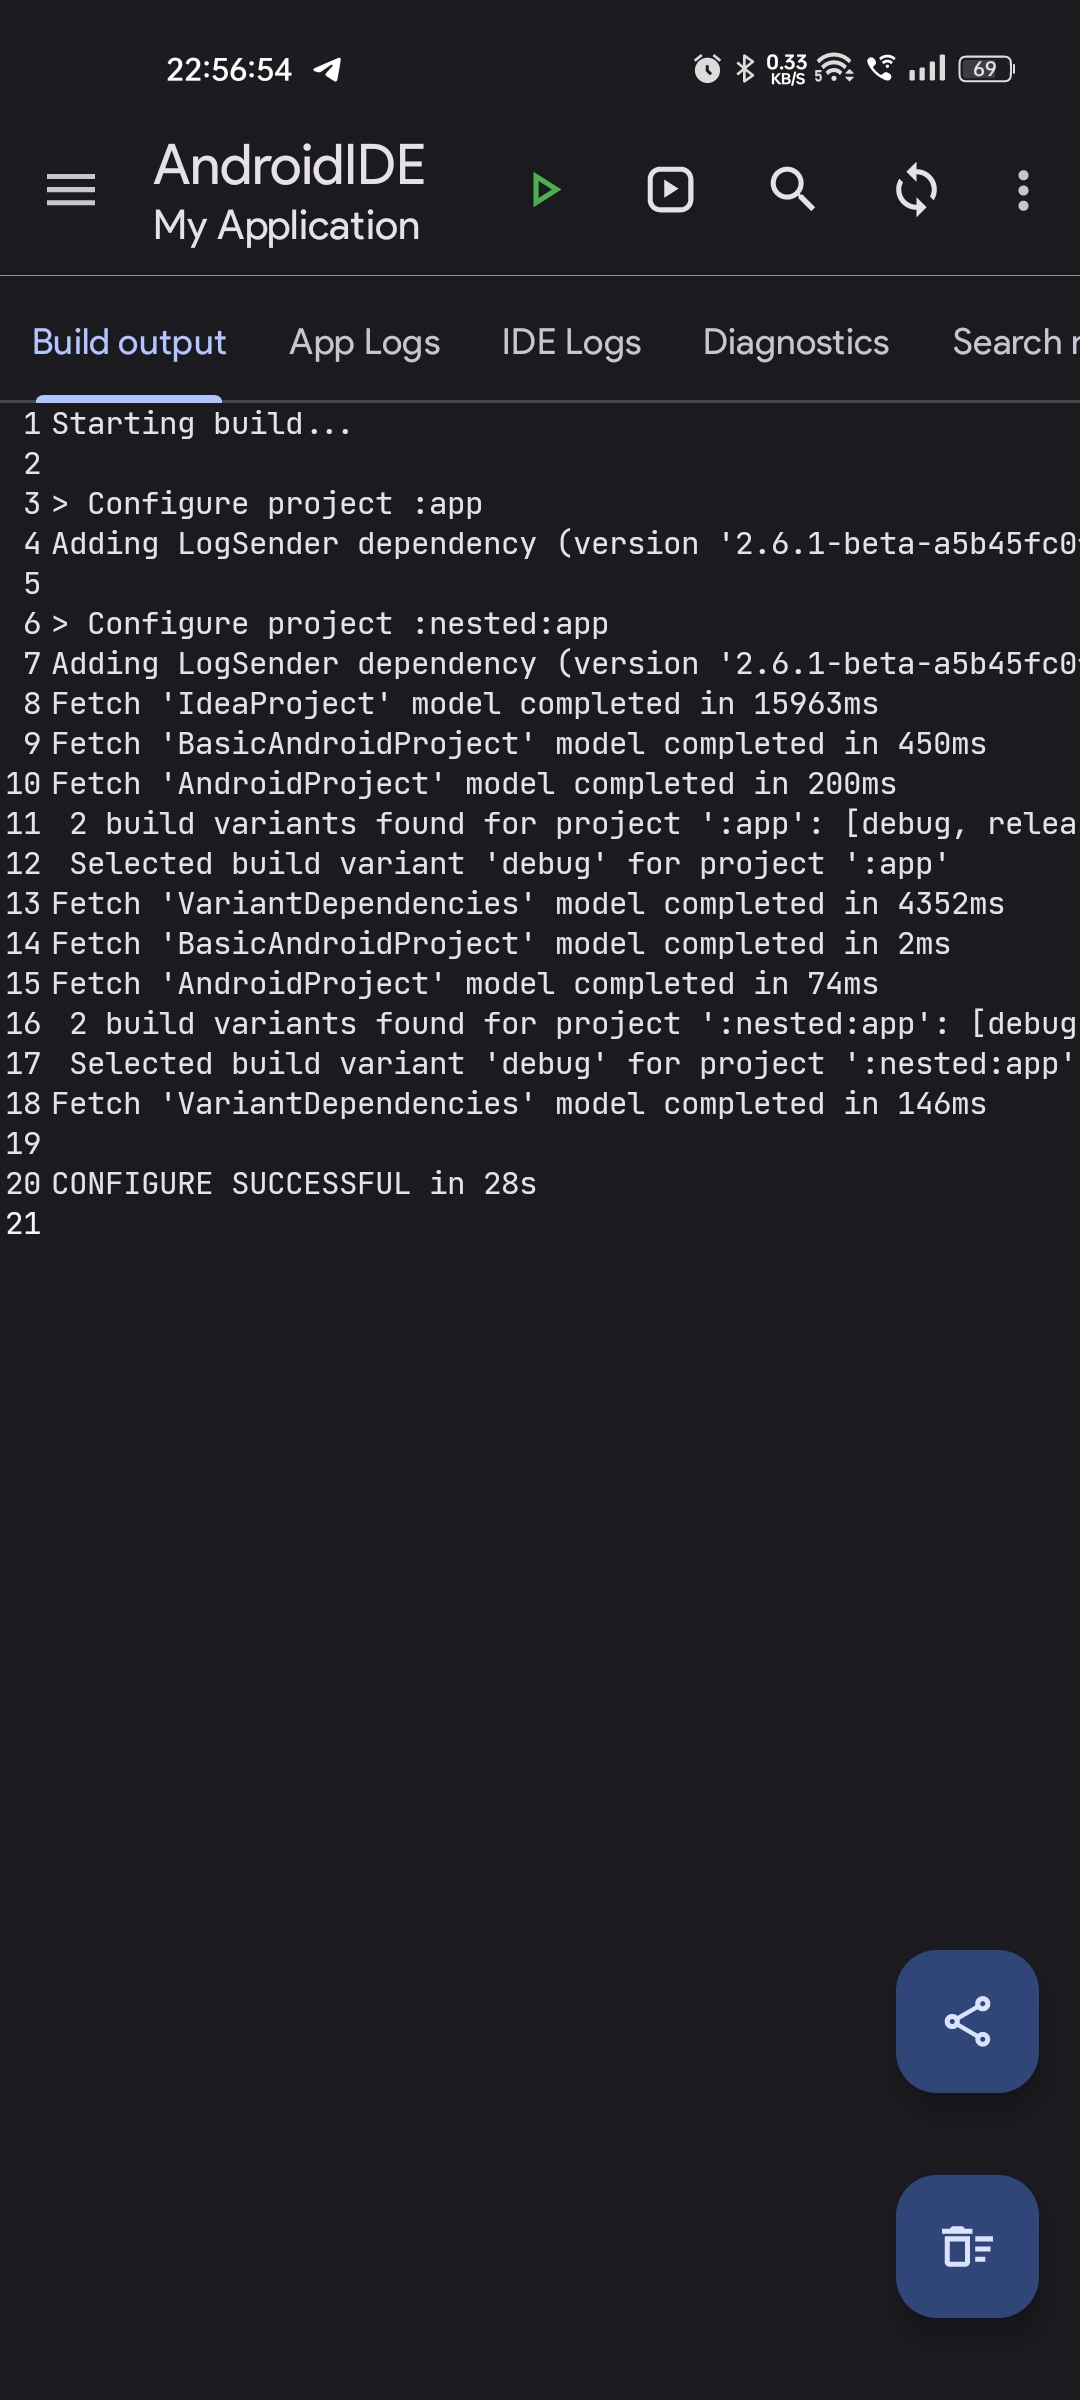 22:56:54
0.33
KB/S
5
69
AndroidIDE
My Application
Build output
App Logs
IDE Logs
Diagnostics
Search r
1 Starting build...
2
3 > Configure project :app
4 Adding LogSender dependency (version '2.6.1-beta-a5b45fc0
5
6 > Configure project :nested:app
7 Adding LogSender dependency (version '2.6.1-beta-a5b45fc0
8 Fetch 'IdeaProject' model completed in 15963ms
9 Fetch 'BasicAndroidProject' model completed in 450ms
10 Fetch 'AndroidProject' model completed in 200ms
11  2 build variants found for project ':app': [debug, relea
12  Selected build variant 'debug' for project ':app'
13 Fetch 'VariantDependencies' model completed in 4352ms
14 Fetch 'BasicAndroidProject' model completed in 2ms
15 Fetch 'AndroidProject' model completed in 74ms
16  2 build variants found for project ':nested:app': [debug
17  Selected build variant 'debug' for project ':nested:app'
18 Fetch 'VariantDependencies' model completed in 146ms
19
20 CONFIGURE SUCCESSFUL in 28s
21